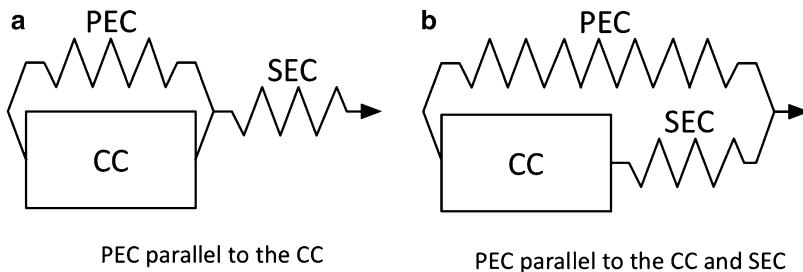 a
PEC
SEC
CC
PEC parallel to the CC
b
PEC
SEC
CC
PEC parallel to the CC and SEC